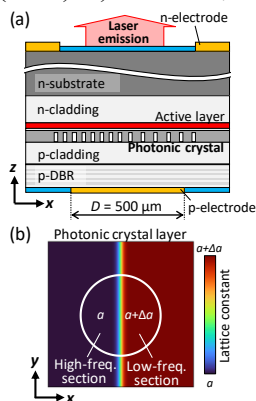 (a)
Laser
emission
n-electrode
n-substrate
n-cladding
Active layer
Photonic crystal
p-cladding
p-DBR
z
x
D = 500 μm
p-electrode
(b)
Photonic crystal layer
a+Δa
a
a+Δa
High-freq.
section
Low-freq.
section
Lattice constant
a
y
x